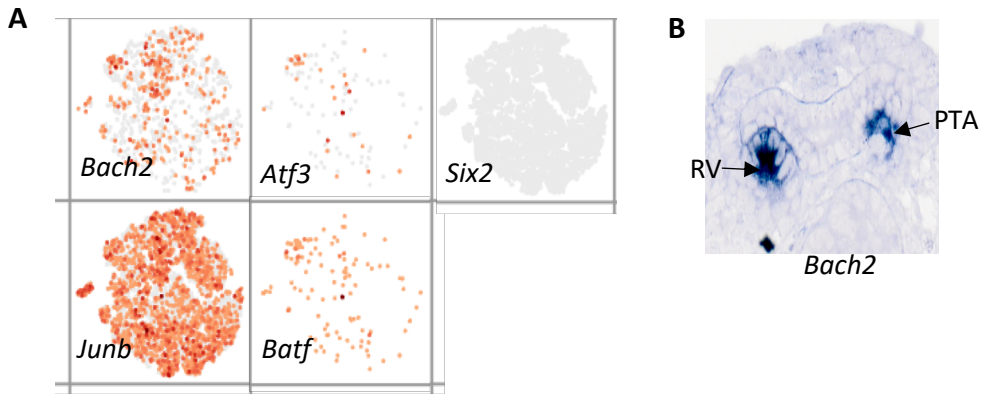 A
B
Bach2
Atf3
Six2
PTA
RV
Junb
Batf
Bach2